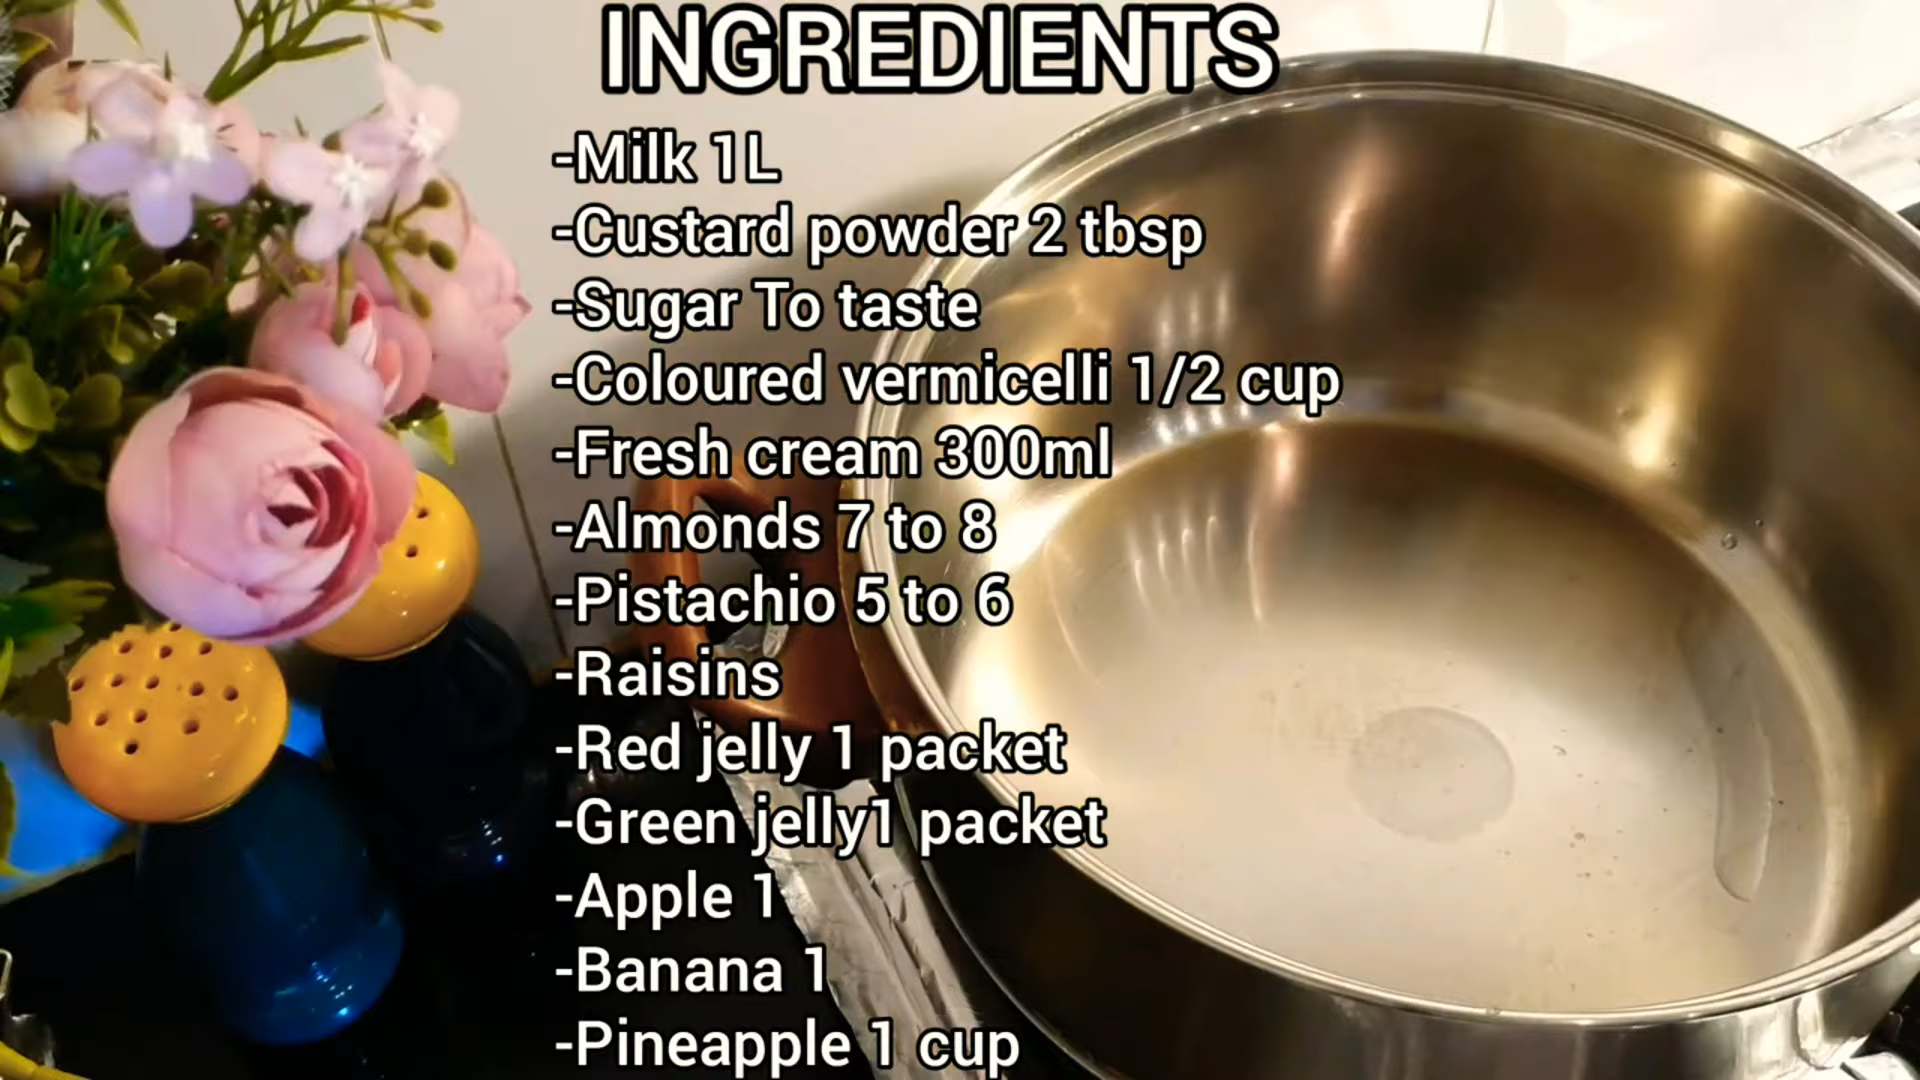 INGREDIENTS
-Milk 1L
-Custard powder 2 tbsp
-Sugar To taste
-Coloured vermicelli 1/2 cup
-Fresh cream 300ml
-Almonds 7 to 8
-Pistachio 5 to 6
-Raisins
-Red jelly 1 packet
-Green jelly1 packet
-Apple 1
-Banana 1
-Pineapple 1 cup